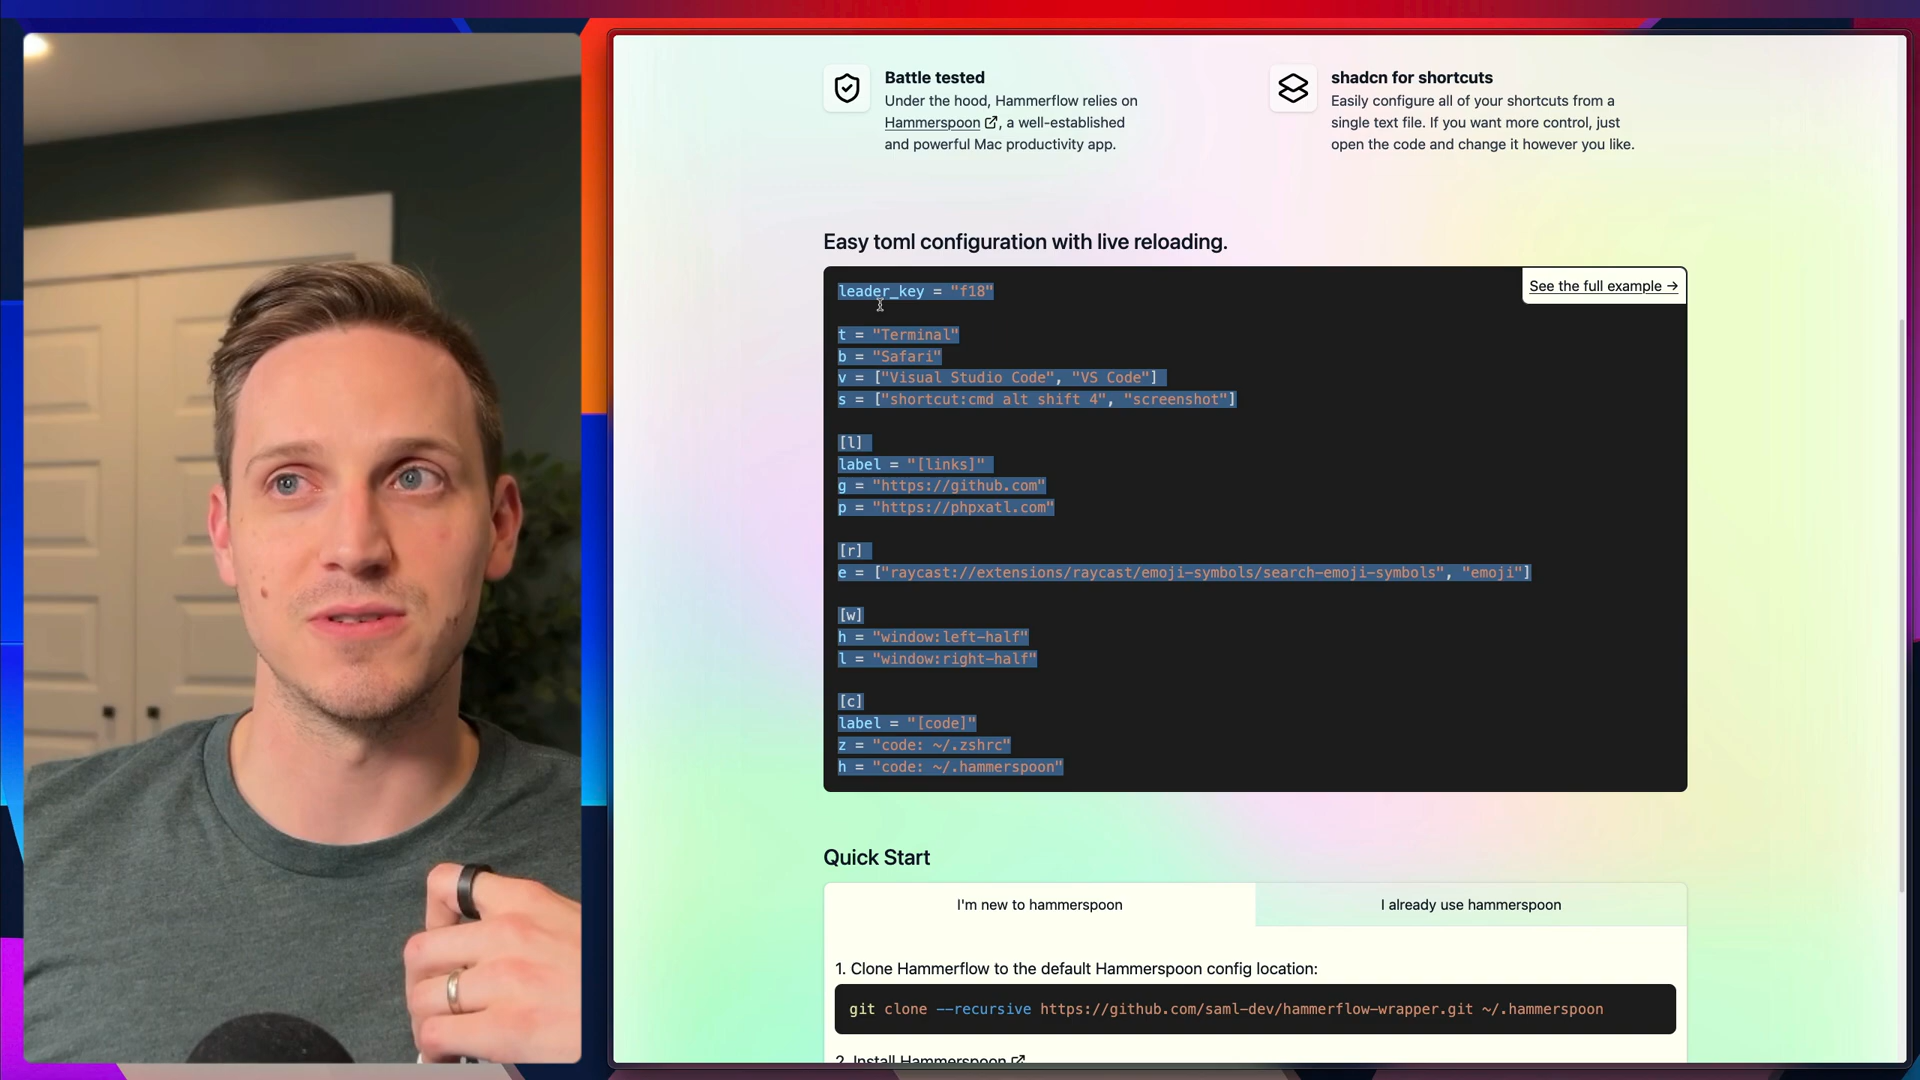 Battle tested
Under the hood, Hammerflow relies on
Hammerspoon, a well-established
and powerful Mac productivity app.
shadcn for shortcuts
Easily configure all of your shortcuts from a
single text file. If you want more control, just
open the code and change it however you like.
Easy toml configuration with live reloading.
See the full example →
leader_key = "f18"
t = "Terminal"
b = "Safari"
v = ["Visual Studio Code", "VS Code"]
s = ["shortcut:cmd alt shift 4", "screenshot"]
[l]
label = "[links]"
g = "https://github.com"
p = "https://phpxatl.com"
[r]
e = ["raycast://extensions/raycast/emoji-symbols/search-emoji-symbols", "emoji"]
[w]
h = "window:left-half"
l = "window:right-half"
[c]
label = "[code]"
z = "code: ~/.zshrc"
h = "code: ~/.hammerspoon"
Quick Start
I'm new to hammerspoon
I already use hammerspoon
1. Clone Hammerflow to the default Hammerspoon config location:
git clone --recursive https://github.com/saml-dev/hammerflow-wrapper.git ~/.hammerspoon
2. Install Hammerspoon